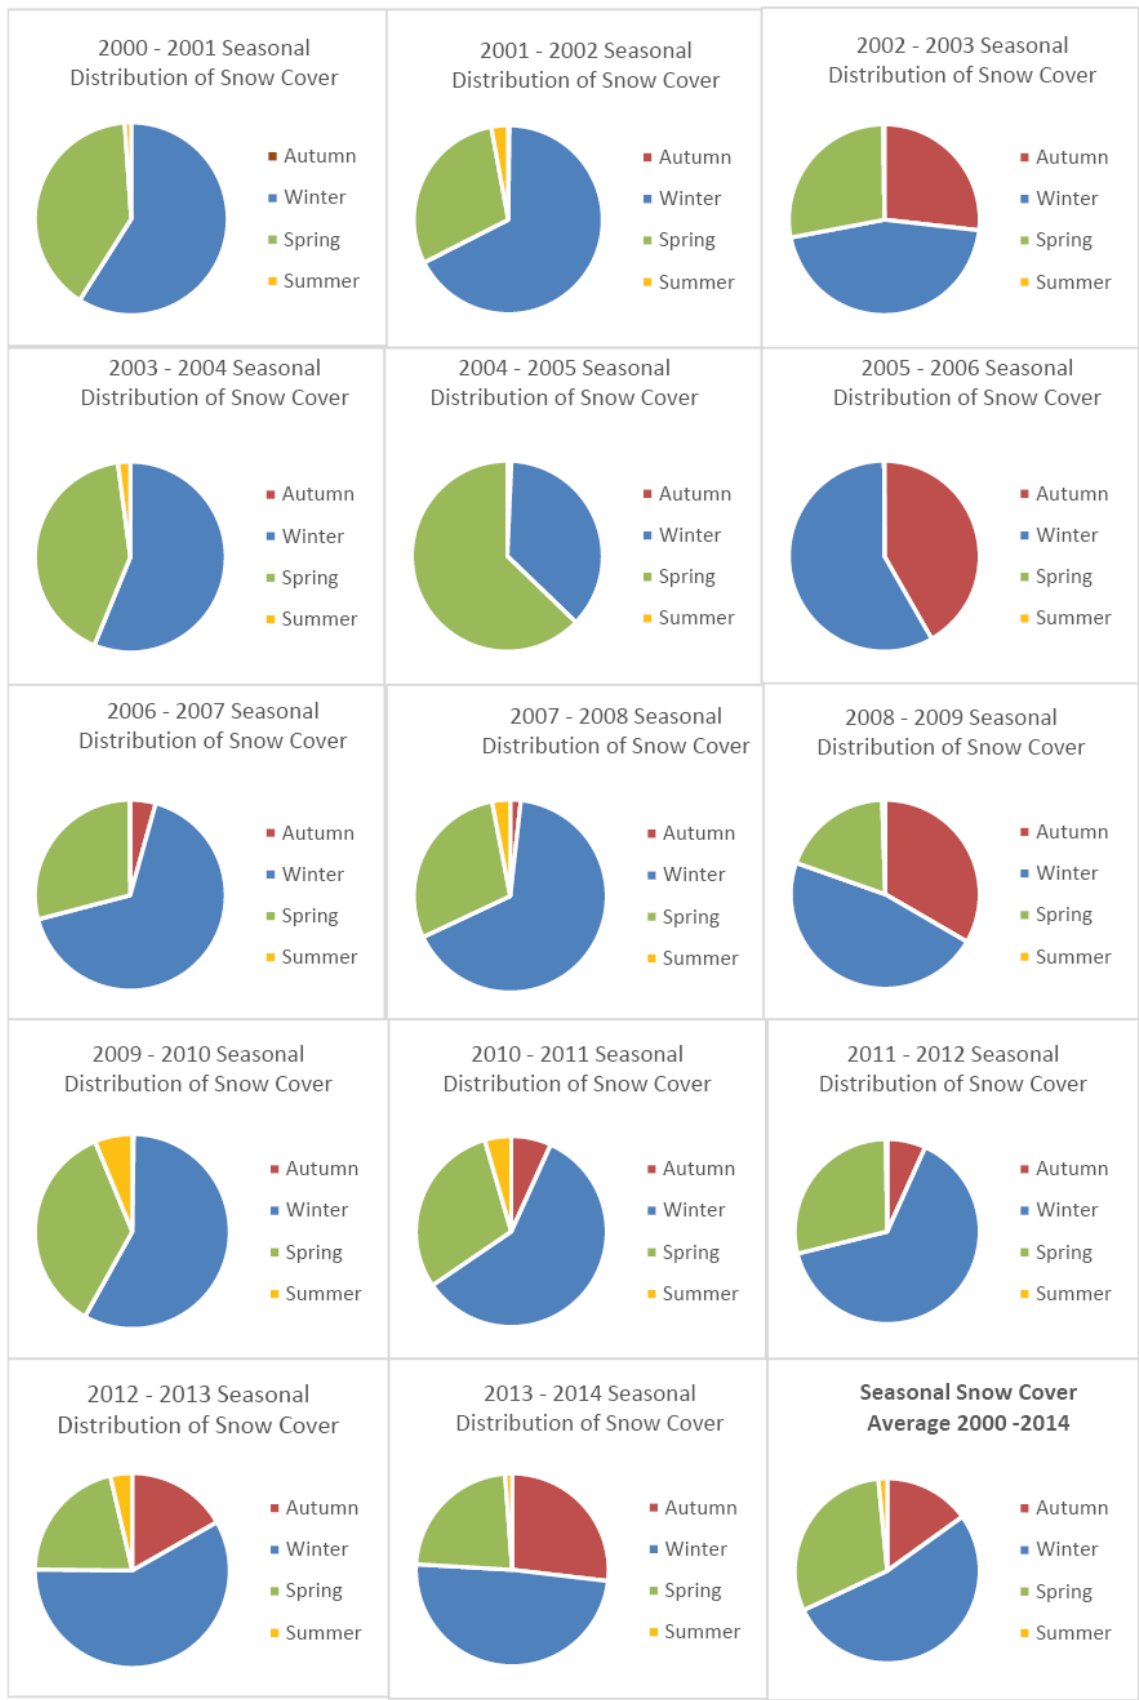 2000 - 2001 Seasonal
Distribution of Snow Cover
Autumn
Winter
Spring
Summer
2001 - 2002 Seasonal
Distribution of Snow Cover
Autumn
Winter
Spring
Summer
2002 - 2003 Seasonal
Distribution of Snow Cover
Autumn
Winter
Spring
Summer
2003 - 2004 Seasonal
Distribution of Snow Cover
Autumn
Winter
Spring
Summer
2004 - 2005 Seasonal
Distribution of Snow Cover
Autumn
Winter
Spring
Summer
2005 - 2006 Seasonal
Distribution of Snow Cover
Autumn
Winter
Spring
Summer
2006 - 2007 Seasonal
Distribution of Snow Cover
Autumn
Winter
Spring
Summer
2007 - 2008 Seasonal
Distribution of Snow Cover
Autumn
Winter
Spring
Summer
2008 - 2009 Seasonal
Distribution of Snow Cover
Autumn
Winter
Spring
Summer
2009 - 2010 Seasonal
Distribution of Snow Cover
Autumn
Winter
Spring
Summer
2010 - 2011 Seasonal
Distribution of Snow Cover
Autumn
Winter
Spring
Summer
2011 - 2012 Seasonal
Distribution of Snow Cover
Autumn
Winter
Spring
Summer
2012 - 2013 Seasonal
Distribution of Snow Cover
Autumn
Winter
Spring
Summer
2013 - 2014 Seasonal
Distribution of Snow Cover
Autumn
Winter
Spring
Summer
Seasonal Snow Cover
Average 2000 -2014
Autumn
Winter
Spring
Summer